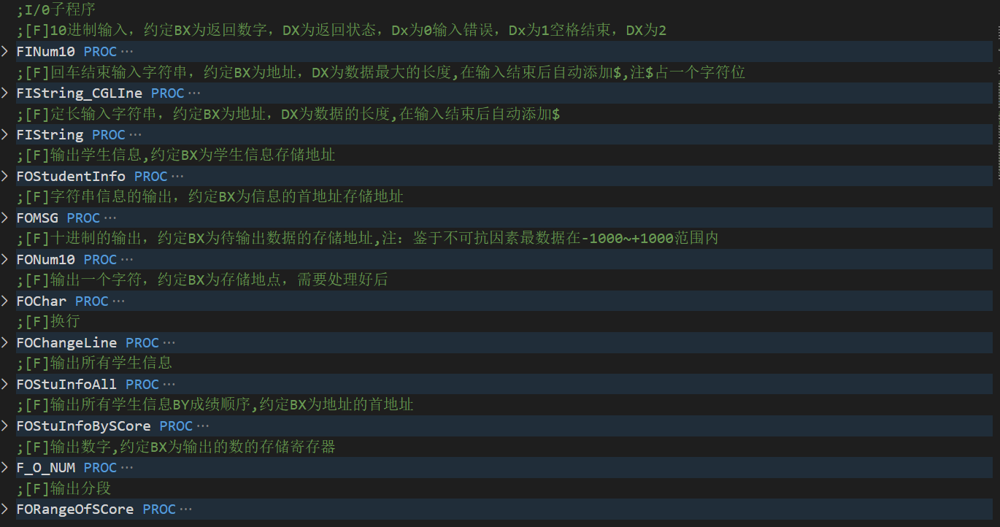 ;I/0子程序
;[F]10进制输入，约定BX为返回数字，DX为返回状态，Dx为0输入错误，Dx为1空格结束，DX为2
FINum10 PROC···
;[F]回车结束输入字符串，约定BX为地址，DX为数据最大的长度,在输入结束后自动添加$,注$占一个字符位
FIString_CGLIne PROC···
;[F]定长输入字符串，约定BX为地址，DX为数据的长度,在输入结束后自动添加$
FIString PROC···
;[F]输出学生信息,约定BX为学生信息存储地址
FOStudentInfo PROC···
;[F]字符串信息的输出，约定BX为信息的首地址存储地址
FOMSG PROC···
;[F]十进制的输出，约定BX为待输出数据的存储地址,注：鉴于不可抗因素最数据在-1000~+1000范围内
FONum10 PROC···
;[F]输出一个字符，约定BX为存储地点，需要处理好后
FOChar PROC···
;[F]换行
FOChangeLine PROC···
;[F]输出所有学生信息
FOStuInfoAll PROC···
;[F]输出所有学生信息BY成绩顺序,约定BX为地址的首地址
FOStuInfoBySCore PROC···
;[F]输出数字,约定BX为输出的数的存储寄存器
F_O_NUM PROC···
;[F]输出分段
FORangeOfSCore PROC···